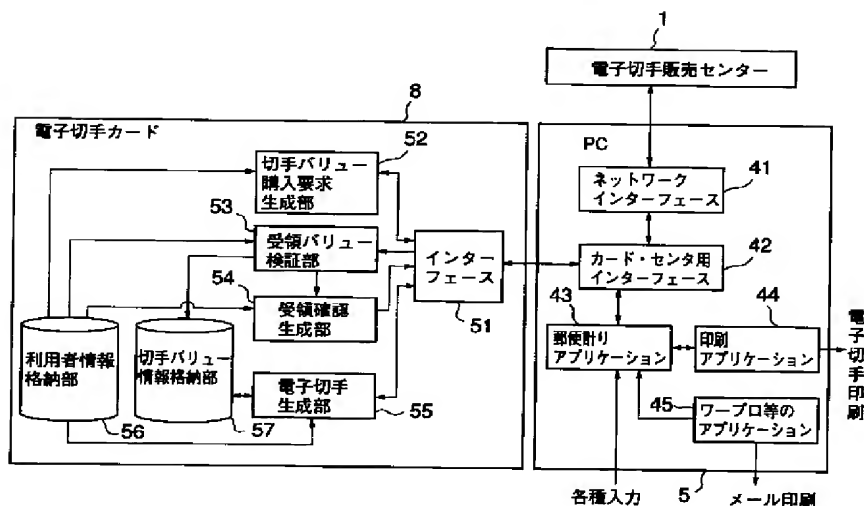 1
電子切手販売センター
8
電子切手カード
52
切手バリュー
購入要求
生成部
53
受領バリュー
検証部
54
受領確認
生成部
インター
フェース
51
利用者情報
格納部
切手バリュー
情報格納部
電子切手
生成部
55
56
57
PC
ネットワーク
インターフェース
41
カード・センタ用
インターフェース
42
43
郵便計り
アプリケーション
44
印刷
アプリケーション
電子切手印刷
45
ワープロ等の
アプリケーション
各種入力
5
メール印刷